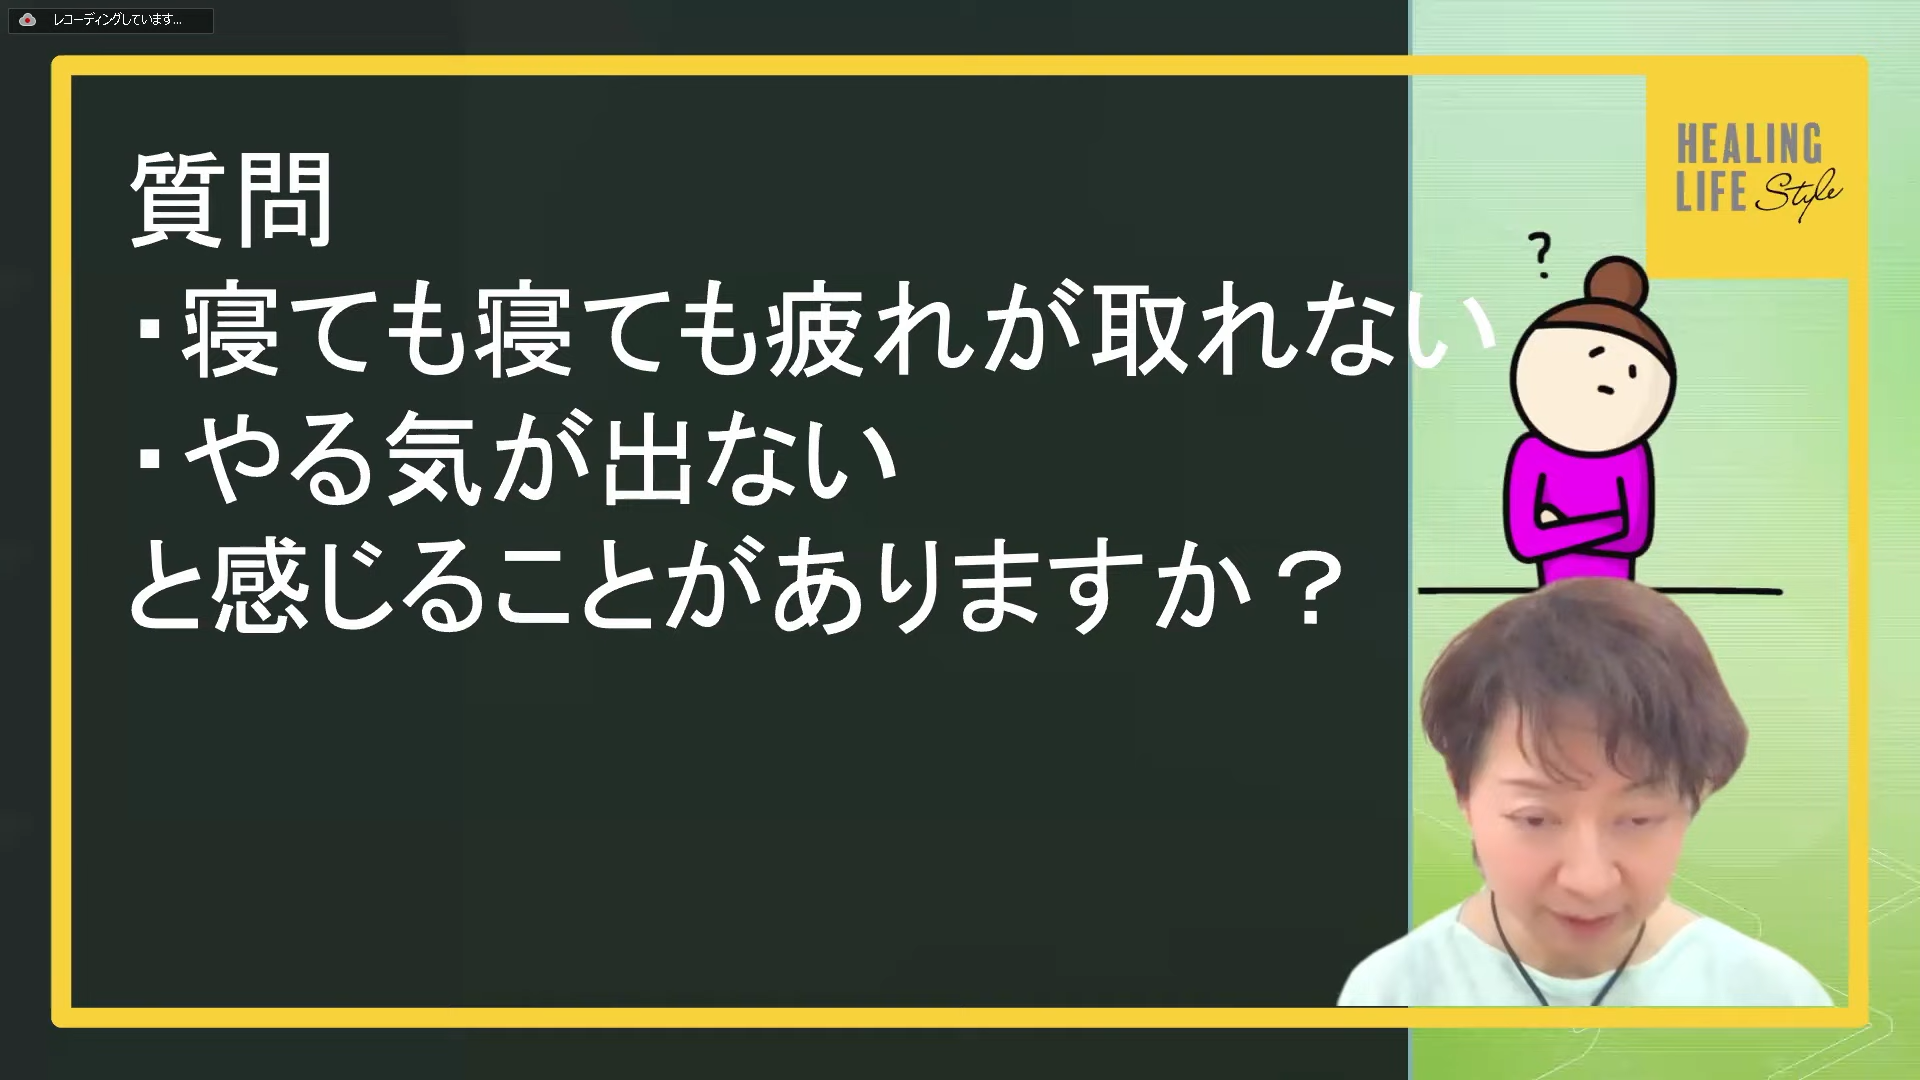 レコーディングしています...
質問
・寝ても寝ても疲れが取れない
・やる気が出ない
と感じることがありますか？
HEALING
LIFE Style
?